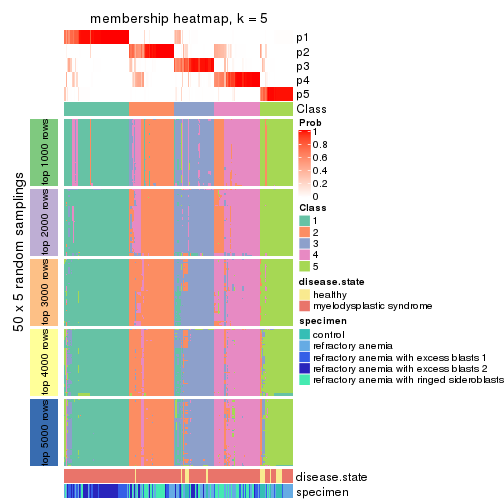 membership heatmap, k = 5
p1
p2
p3
p4
p5
Class
50 x 5 random samplings
top 1000 rows
top 2000 rows
top 3000 rows
top 4000 rows
top 5000 rows
disease.state
specimen
Prob
1
0.8
0.6
0.4
0.2
0
Class
1
2
3
4
5
disease.state
healthy
myelodysplastic syndrome
specimen
control
refractory anemia
refractory anemia with excess blasts 1
refractory anemia with excess blasts 2
refractory anemia with ringed sideroblasts